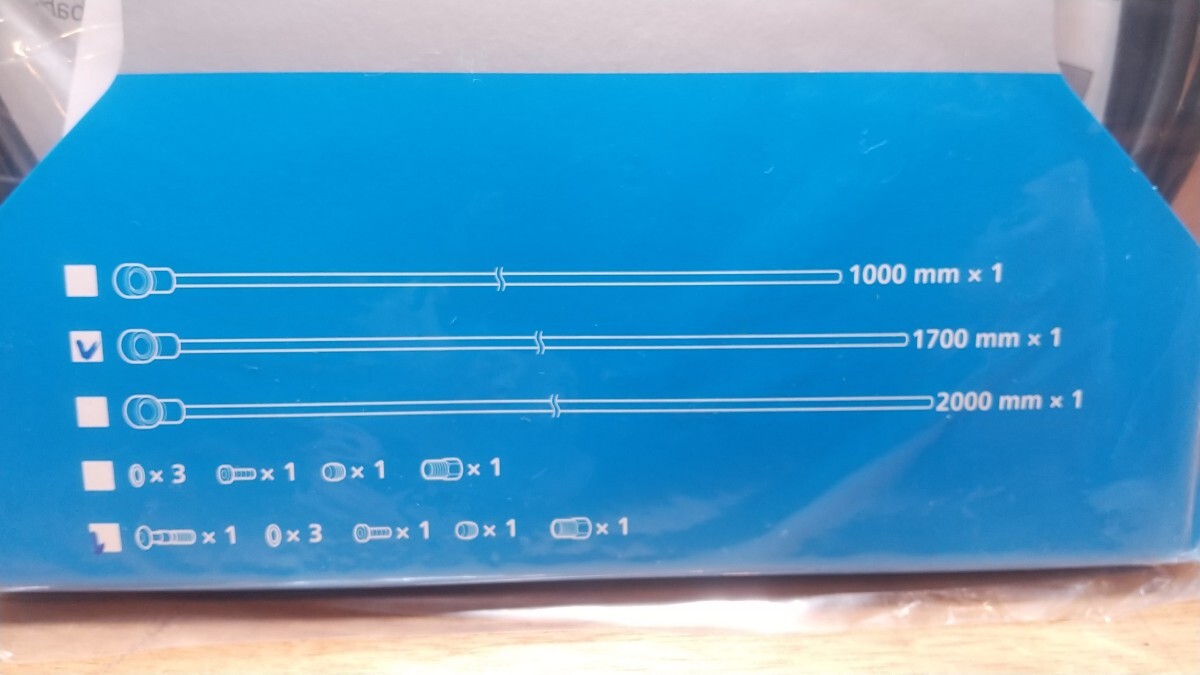 1000 mm × 1
1700 mm × 1
2000 mm × 1
× 3 × 1 × 1 × 1
× 1 × 3 × 1 × 1 × 1